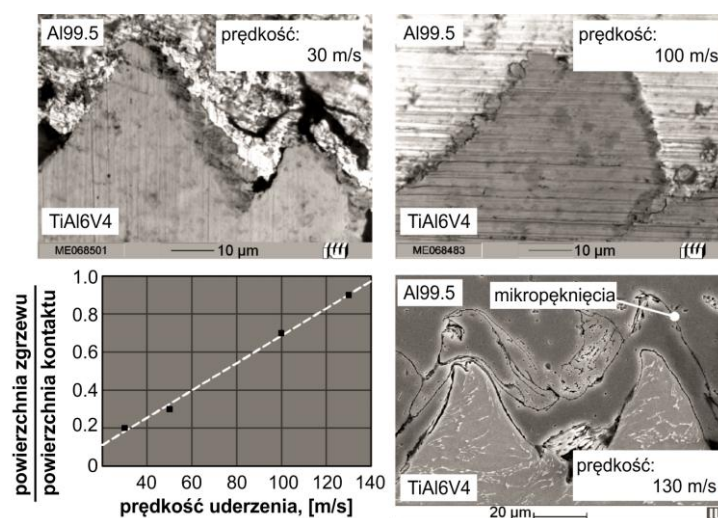 Al99.5
prędkość:
30 m/s
TiAl6V4
ME068501
10 µm
Al99.5
prędkość:
100 m/s
TiAl6V4
ME068483
10 µm
powierzchnia zgrzewu
powierzchnia kontaktu
1.0
0.8
0.6
0.4
0.2
0
40
60
80
100
120
140
prędkość uderzenia, [m/s]
Al99.5
mikropęknięcia
prędkość:
130 m/s
TiAl6V4
20 µm